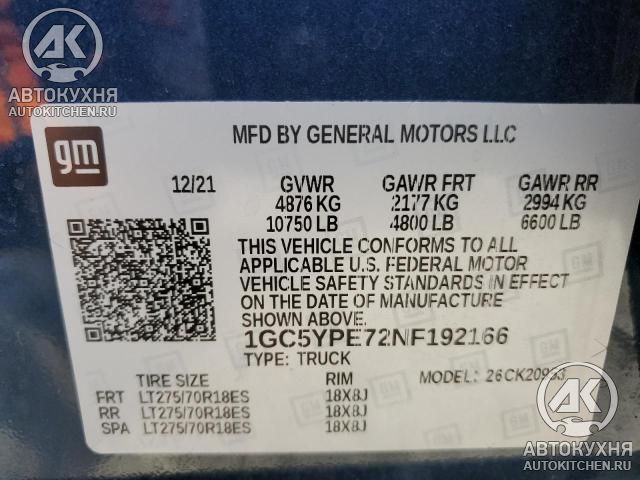 AK
АВТОКУХНЯ
AUTOKITCHEN.RU
gm
MFD BY GENERAL MOTORS LLC
12/21 GVWR GAWR FRT GAWR RR
4876 KG 2177 KG 2994 KG
10750 LB 4800 LB 6600 LB
THIS VEHICLE CONFORMS TO ALL
APPLICABLE U.S. FEDERAL MOTOR
VEHICLE SAFETY STANDARDS IN EFFECT
ON THE DATE OF MANUFACTURE
SHOWN ABOVE.
1GC5YPE72NF192166
TYPE: TRUCK
TIRE SIZE RIM MODEL:
FRT LT275/70R18ES 18X8J
RR LT275/70R18ES 18X8J
SPA LT275/70R18ES 18X8J
AK
АВТОКУХНЯ
AUTOKITCHEN.RU